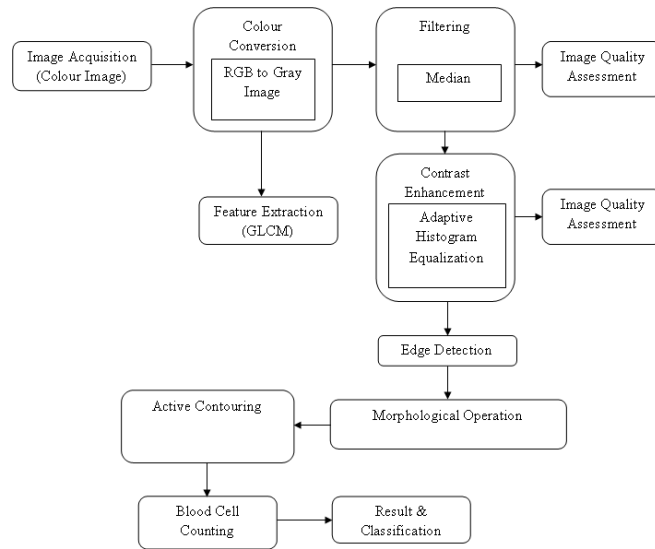 Image Acquisition
(Colour Image)
Colour
Conversion
RGB to Gray
Image
Filtering
Median
Image Quality
Assessment
Feature Extraction
(GLCM)
Contrast
Enhancement
Adaptive
Histogram
Equalization
Image Quality
Assessment
Edge Detection
Morphological Operation
Active Contouring
Blood Cell
Counting
Result &
Classification